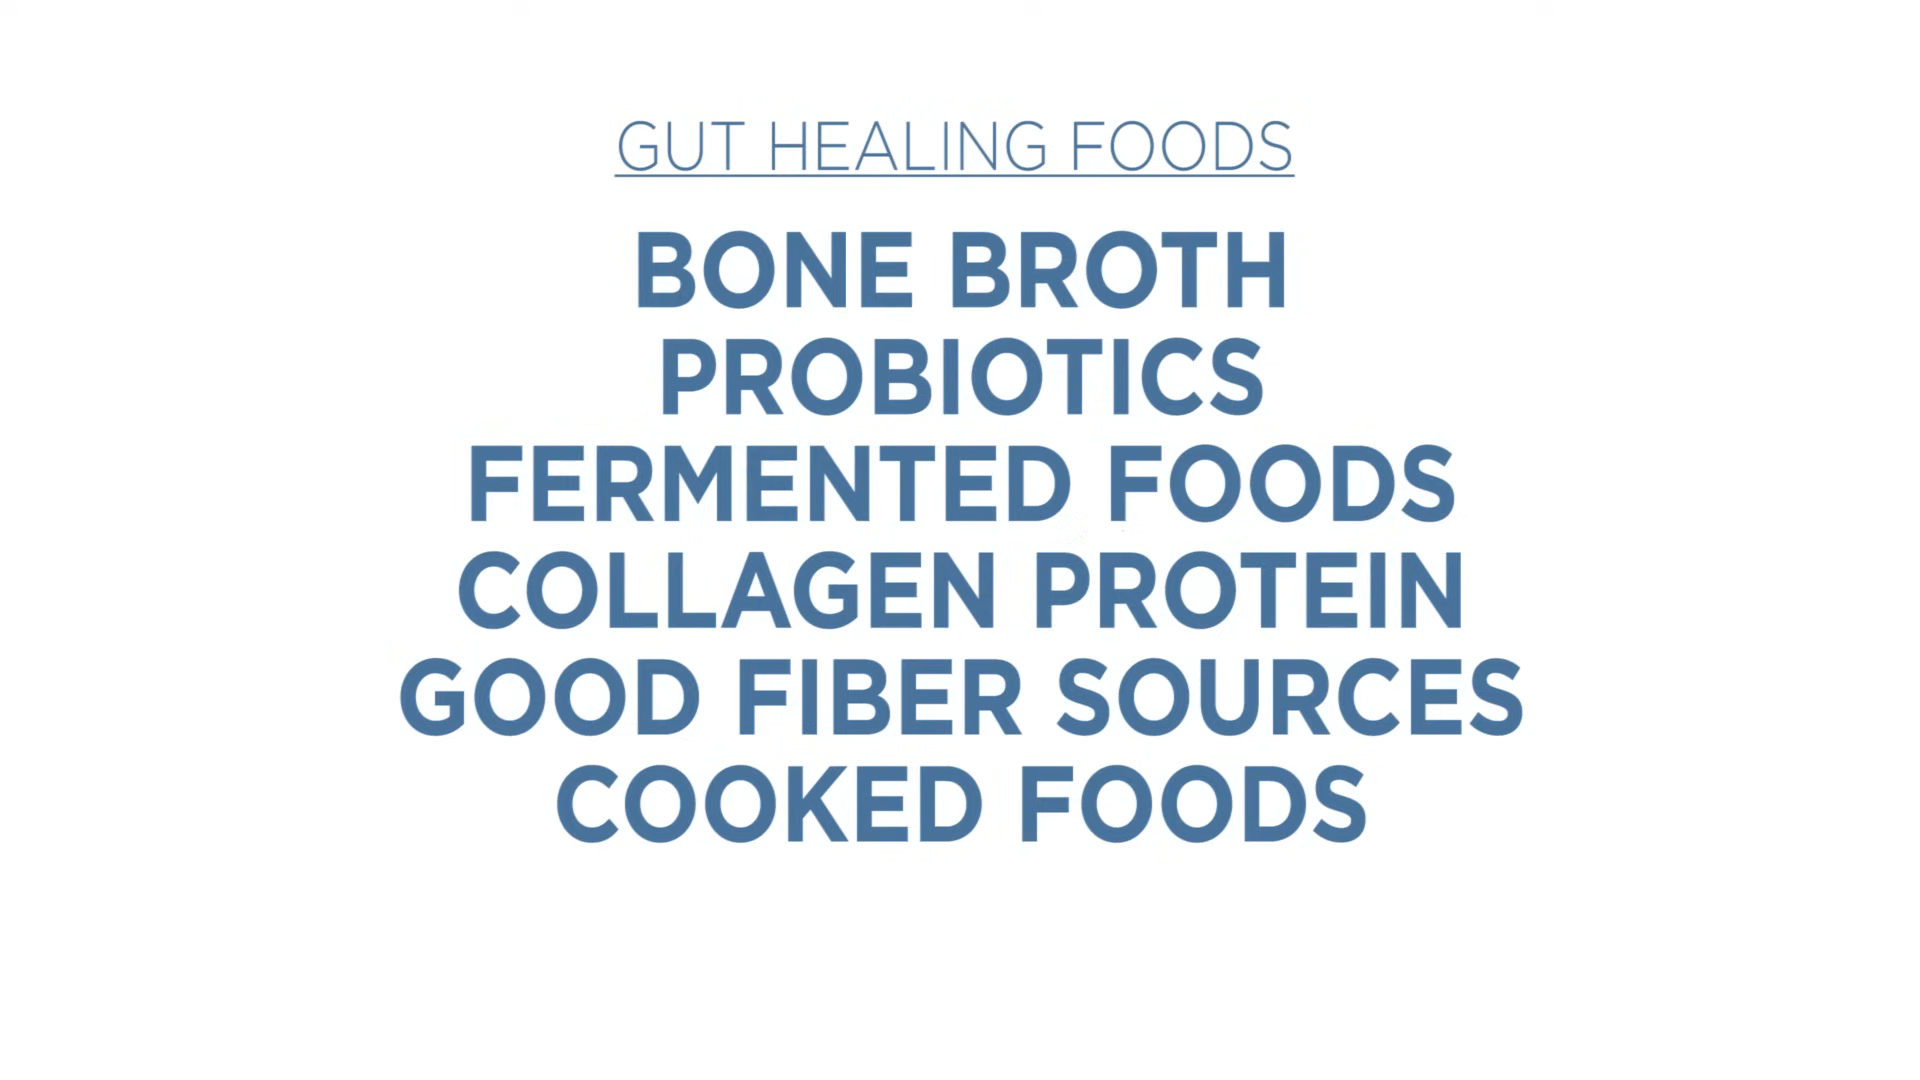 GUT HEALING FOODS
BONE BROTH
PROBIOTICS
FERMENTED FOODS
COLLAGEN PROTEIN
GOOD FIBER SOURCES
COOKED FOODS